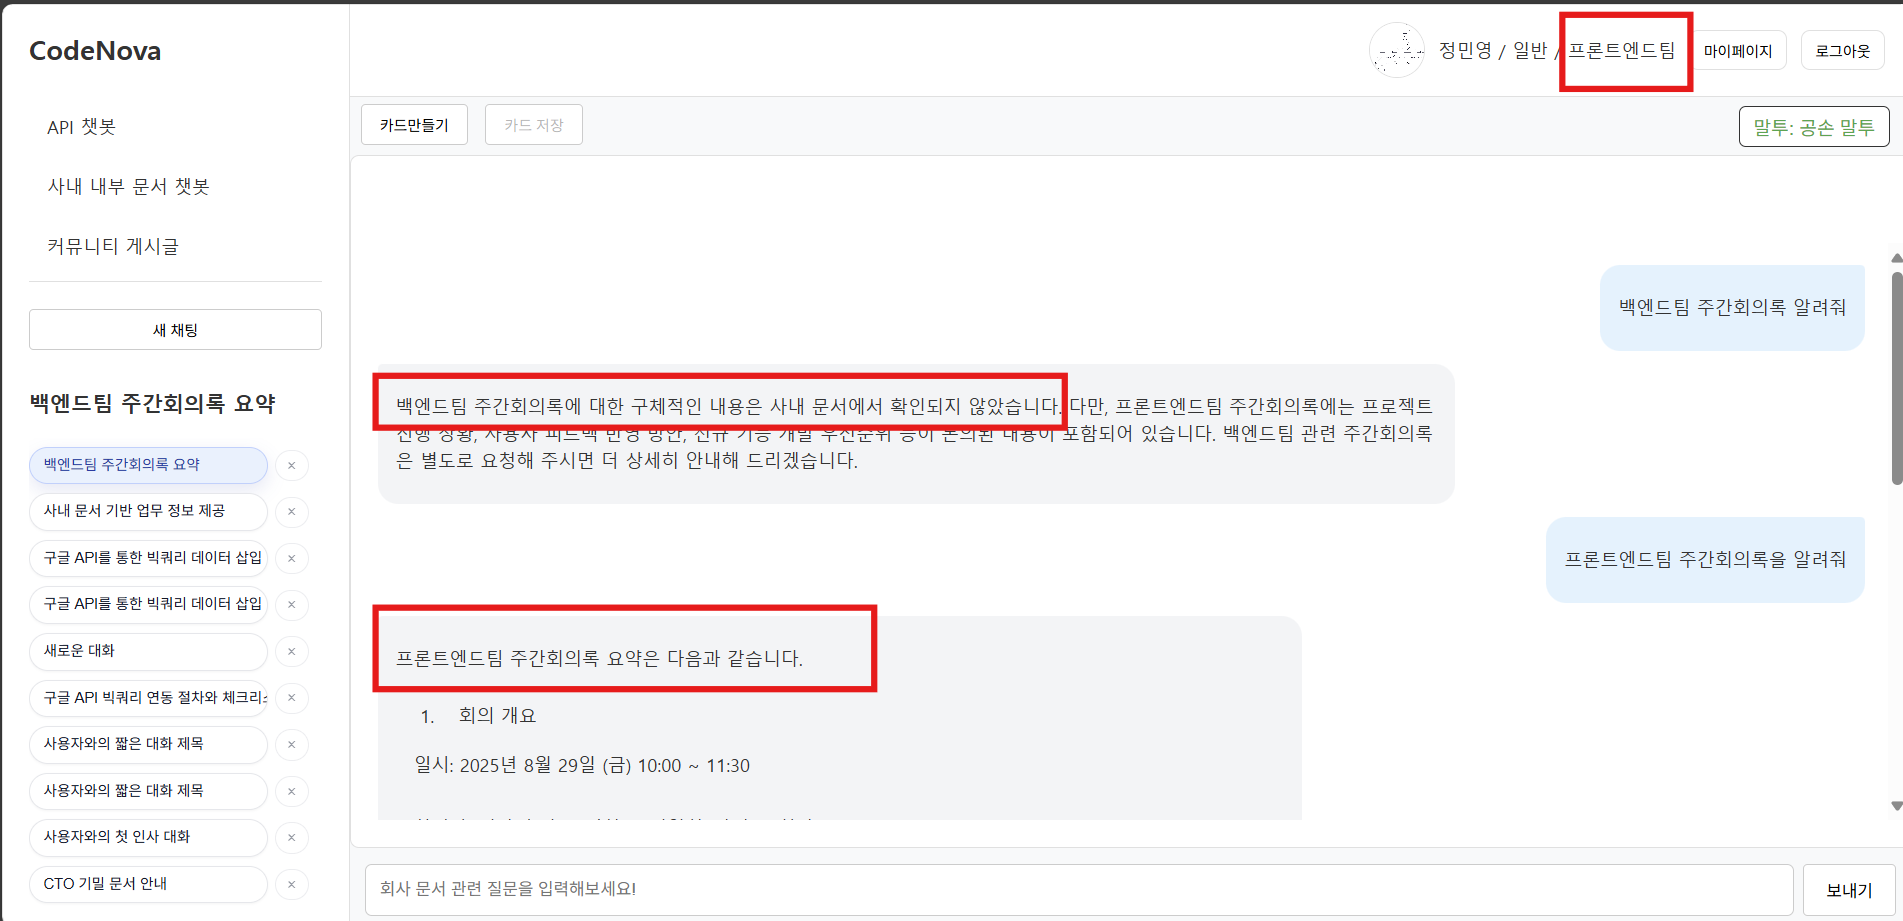 CodeNova
API 챗봇
사내 내부 문서 챗봇
커뮤니티 게시글
새 채팅
백엔드팀 주간회의록 요약
백엔드팀 주간회의록 요약 ×
사내 문서 기반 업무 정보 제공 ×
구글 API를 통한 빅쿼리 데이터 삽입 ×
구글 API를 통한 빅쿼리 데이터 삽입 ×
새로운 대화 ×
구글 API 빅쿼리 연동 절차와 체크리스 ×
사용자와의 짧은 대화 제목 ×
사용자와의 짧은 대화 제목 ×
사용자와의 첫 인사 대화 ×
CTO 기밀 문서 안내 ×
정민영 / 일반 / 프론트엔드팀
마이페이지
로그아웃
카드만들기
카드 저장
말투: 공손 말투
백엔드팀 주간회의록 알려줘
백엔드팀 주간회의록에 대한 구체적인 내용은 사내 문서에서 확인되지 않았습니다. 다만, 프론트엔드팀 주간회의록에는 프로젝트
진행 상황, 사용자 피드백 반영 방안, 신규 기능 개발 우선순위 등이 논의된 내용이 포함되어 있습니다. 백엔드팀 관련 주간회의록
은 별도로 요청해 주시면 더 상세히 안내해 드리겠습니다.
프론트엔드팀 주간회의록을 알려줘
프론트엔드팀 주간회의록 요약은 다음과 같습니다.
1. 회의 개요
일시: 2025년 8월 29일 (금) 10:00 ~ 11:30
회사 문서 관련 질문을 입력해보세요!
보내기